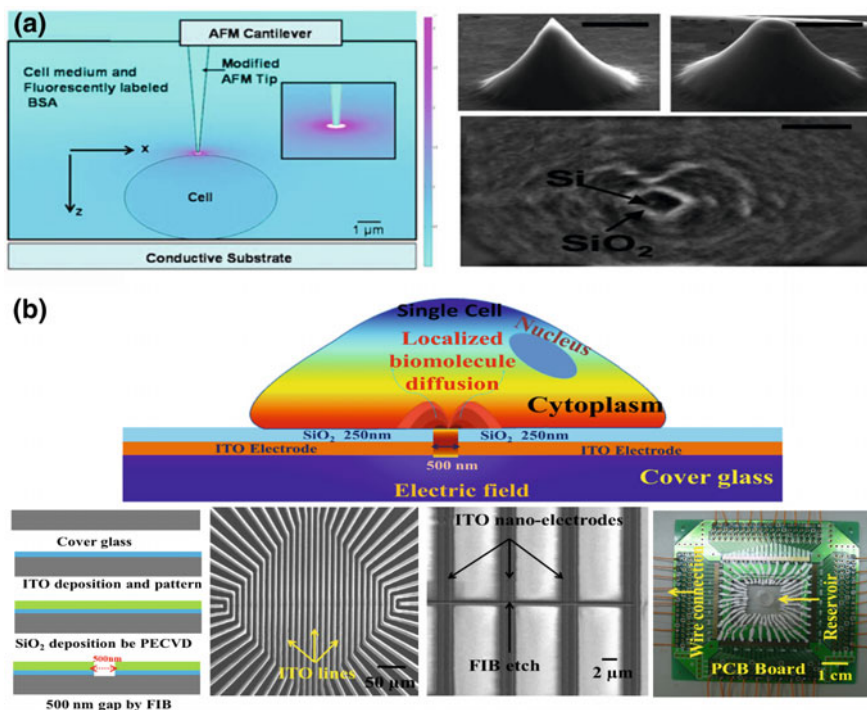 (a)
AFM Cantilever
Cell medium and
Fluorescently labeled
BSA
Modified
AFM Tip
x
z
Cell
1 µm
Conductive Substrate
Si
SiO2
(b)
Single Cell
Nucleus
Localized
biomolecule
diffusion
Cytoplasm
SiO2 250nm
SiO2 250nm
ITO Electrode
ITO Electrode
500 nm
Cover glass
Electric field
Cover glass
ITO deposition and pattern
SiO2 deposition be PECVD
500nm
500 nm gap by FIB
ITO lines
50 µm
ITO nano-electrodes
FIB etch
2 µm
Wire connection
Reservoir
PCB Board
1 cm